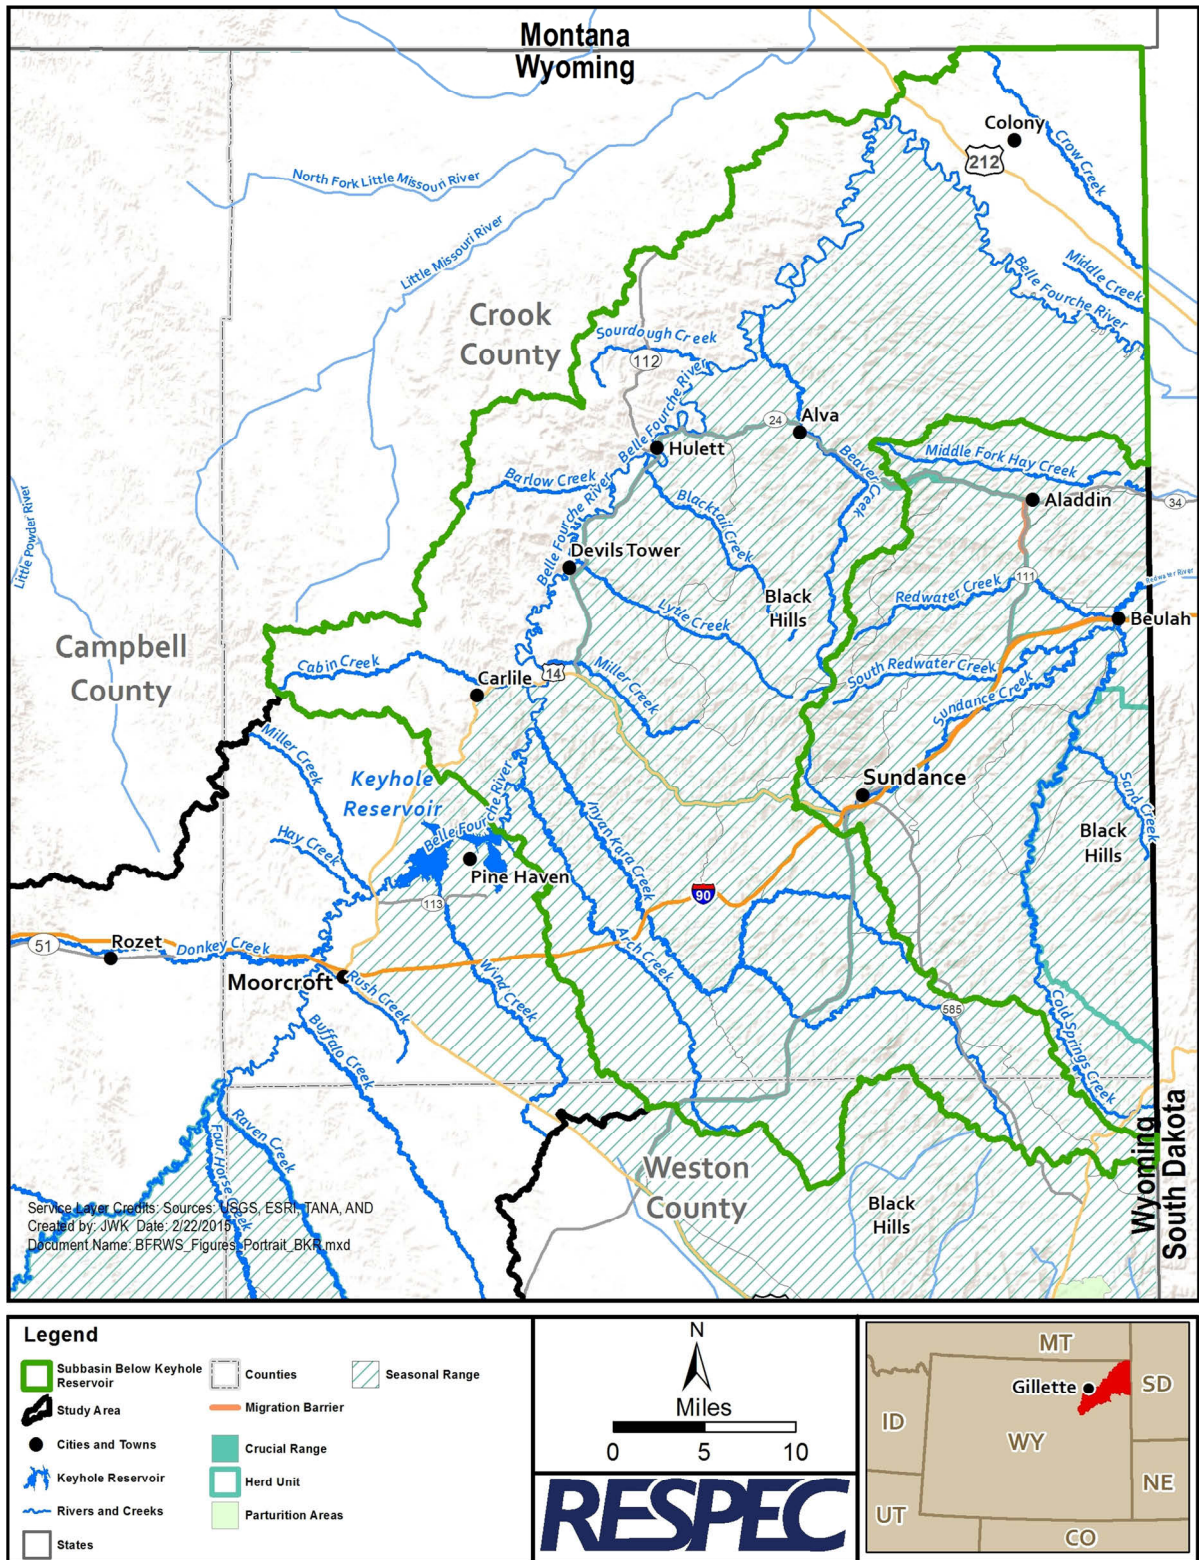 Montana
Wyoming
Colony
212
Crow Creek
North Fork Little Missouri River
Little Missouri River
Middle Creek
Belle Fourche River
Crook
County
Sourdough Creek
112
Belle Fourche River
24
Alva
Hulett
Beaver Creek
Middle Fork Hay Creek
Barlow Creek
Blacktail Creek
Aladdin
34
Little Powder River
Belle Fourche River
Devils Tower
111
Redwater River
Redwater Creek
Black
Hills
Lytle Creek
Beulah
Campbell
County
Cabin Creek
14
Miller Creek
Carlile
South Redwater Creek
Sundance Creek
Miller Creek
Keyhole
Reservoir
Sundance
Sand Creek
Belle Fourche River
Inyan Kara Creek
Hay Creek
Black
Hills
Pine Haven
90
113
51
Rozet
Donkey Creek
Arch Creek
Moorcroft
Rush Creek
Wind Creek
585
Cold Springs Creek
Buffalo Creek
Raven Creek
Four Horse Creek
Weston
County
Black
Hills
Wyoming
South Dakota
Service Layer Credits: Sources: USGS, ESRI, TANA, AND
Created by: JWK Date: 2/22/2015
Document Name: BFRWS_Figures_Portrait_BKR.mxd
Legend
Subbasin Below Keyhole
Reservoir
Study Area
Cities and Towns
Keyhole Reservoir
Rivers and Creeks
States
Counties
Migration Barrier
Crucial Range
Herd Unit
Parturition Areas
Seasonal Range
N
Miles
0 5 10
RESPEC
MT
Gillette
SD
ID
WY
NE
UT
CO